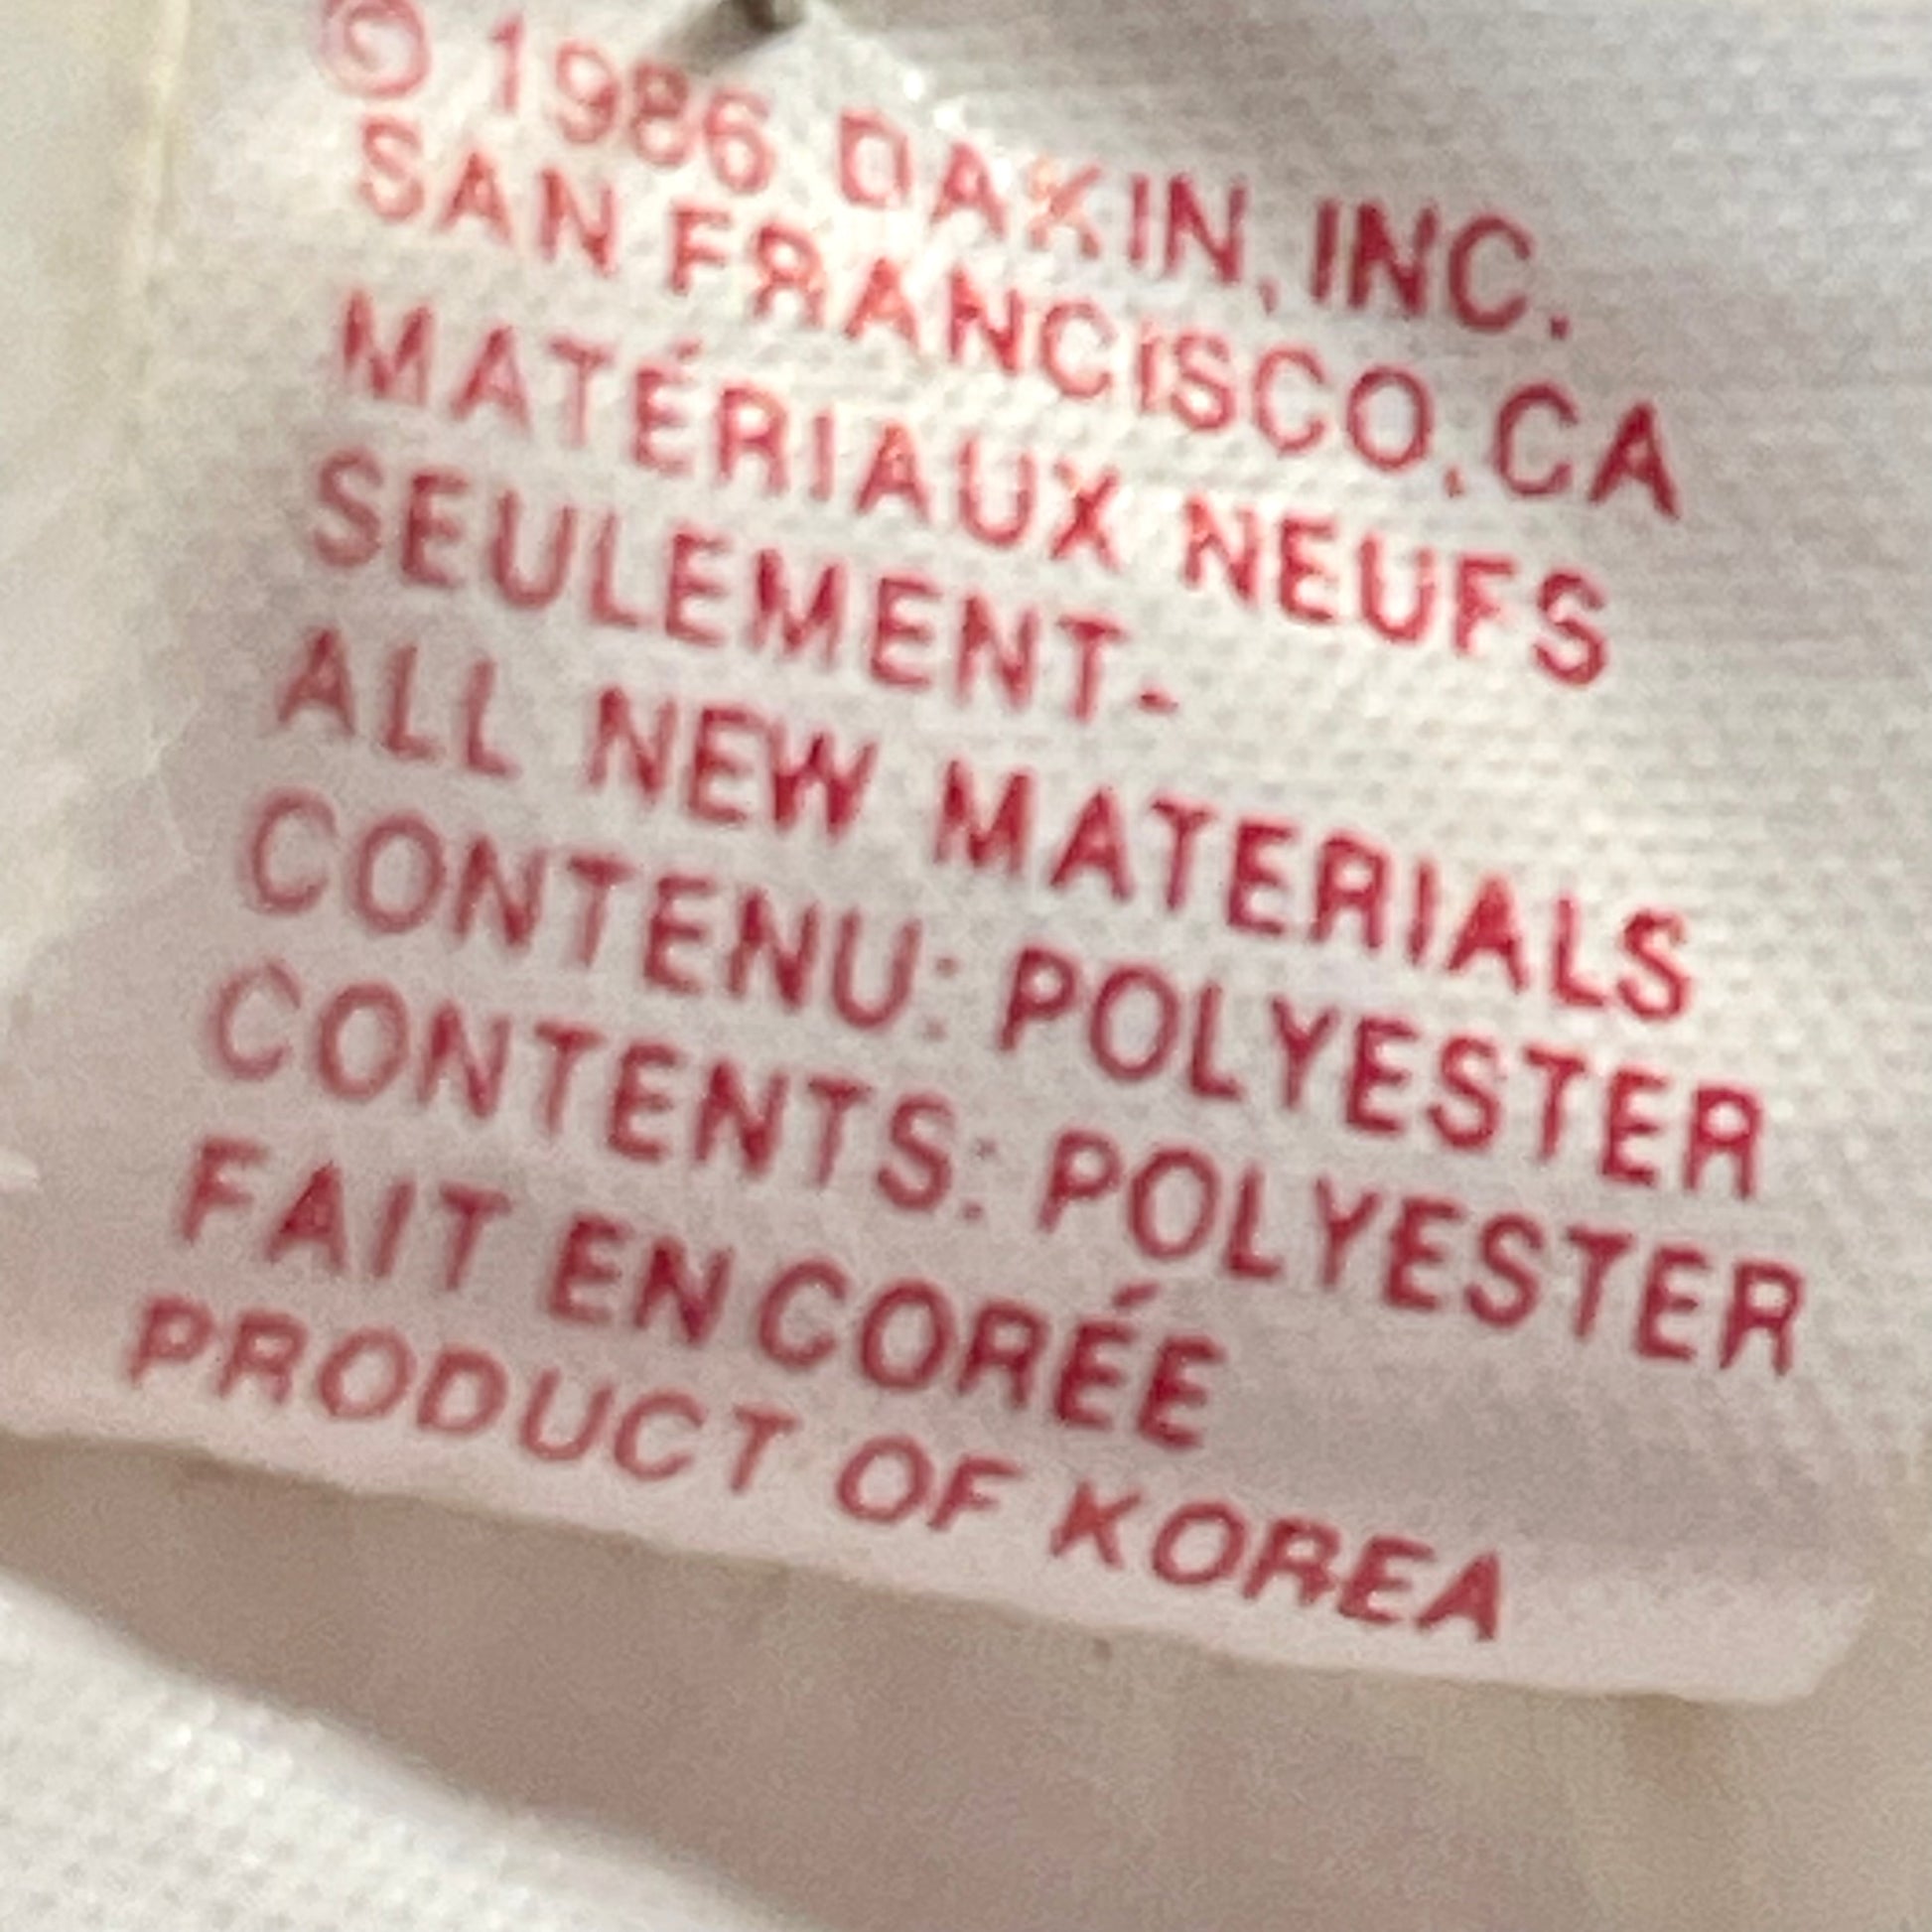 © 1986 DAKIN, INC.
SAN FRANCISCO, CA
MATÉRIAUX NEUFS
SEULEMENT-
ALL NEW MATERIALS
CONTENU: POLYESTER
CONTENTS: POLYESTER
FAIT EN CORÉE
PRODUCT OF KOREA